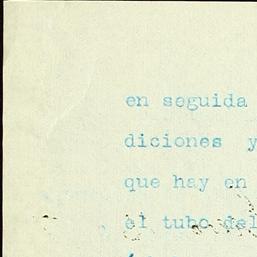 en seguida
diciones y
que hay en
el tubo del